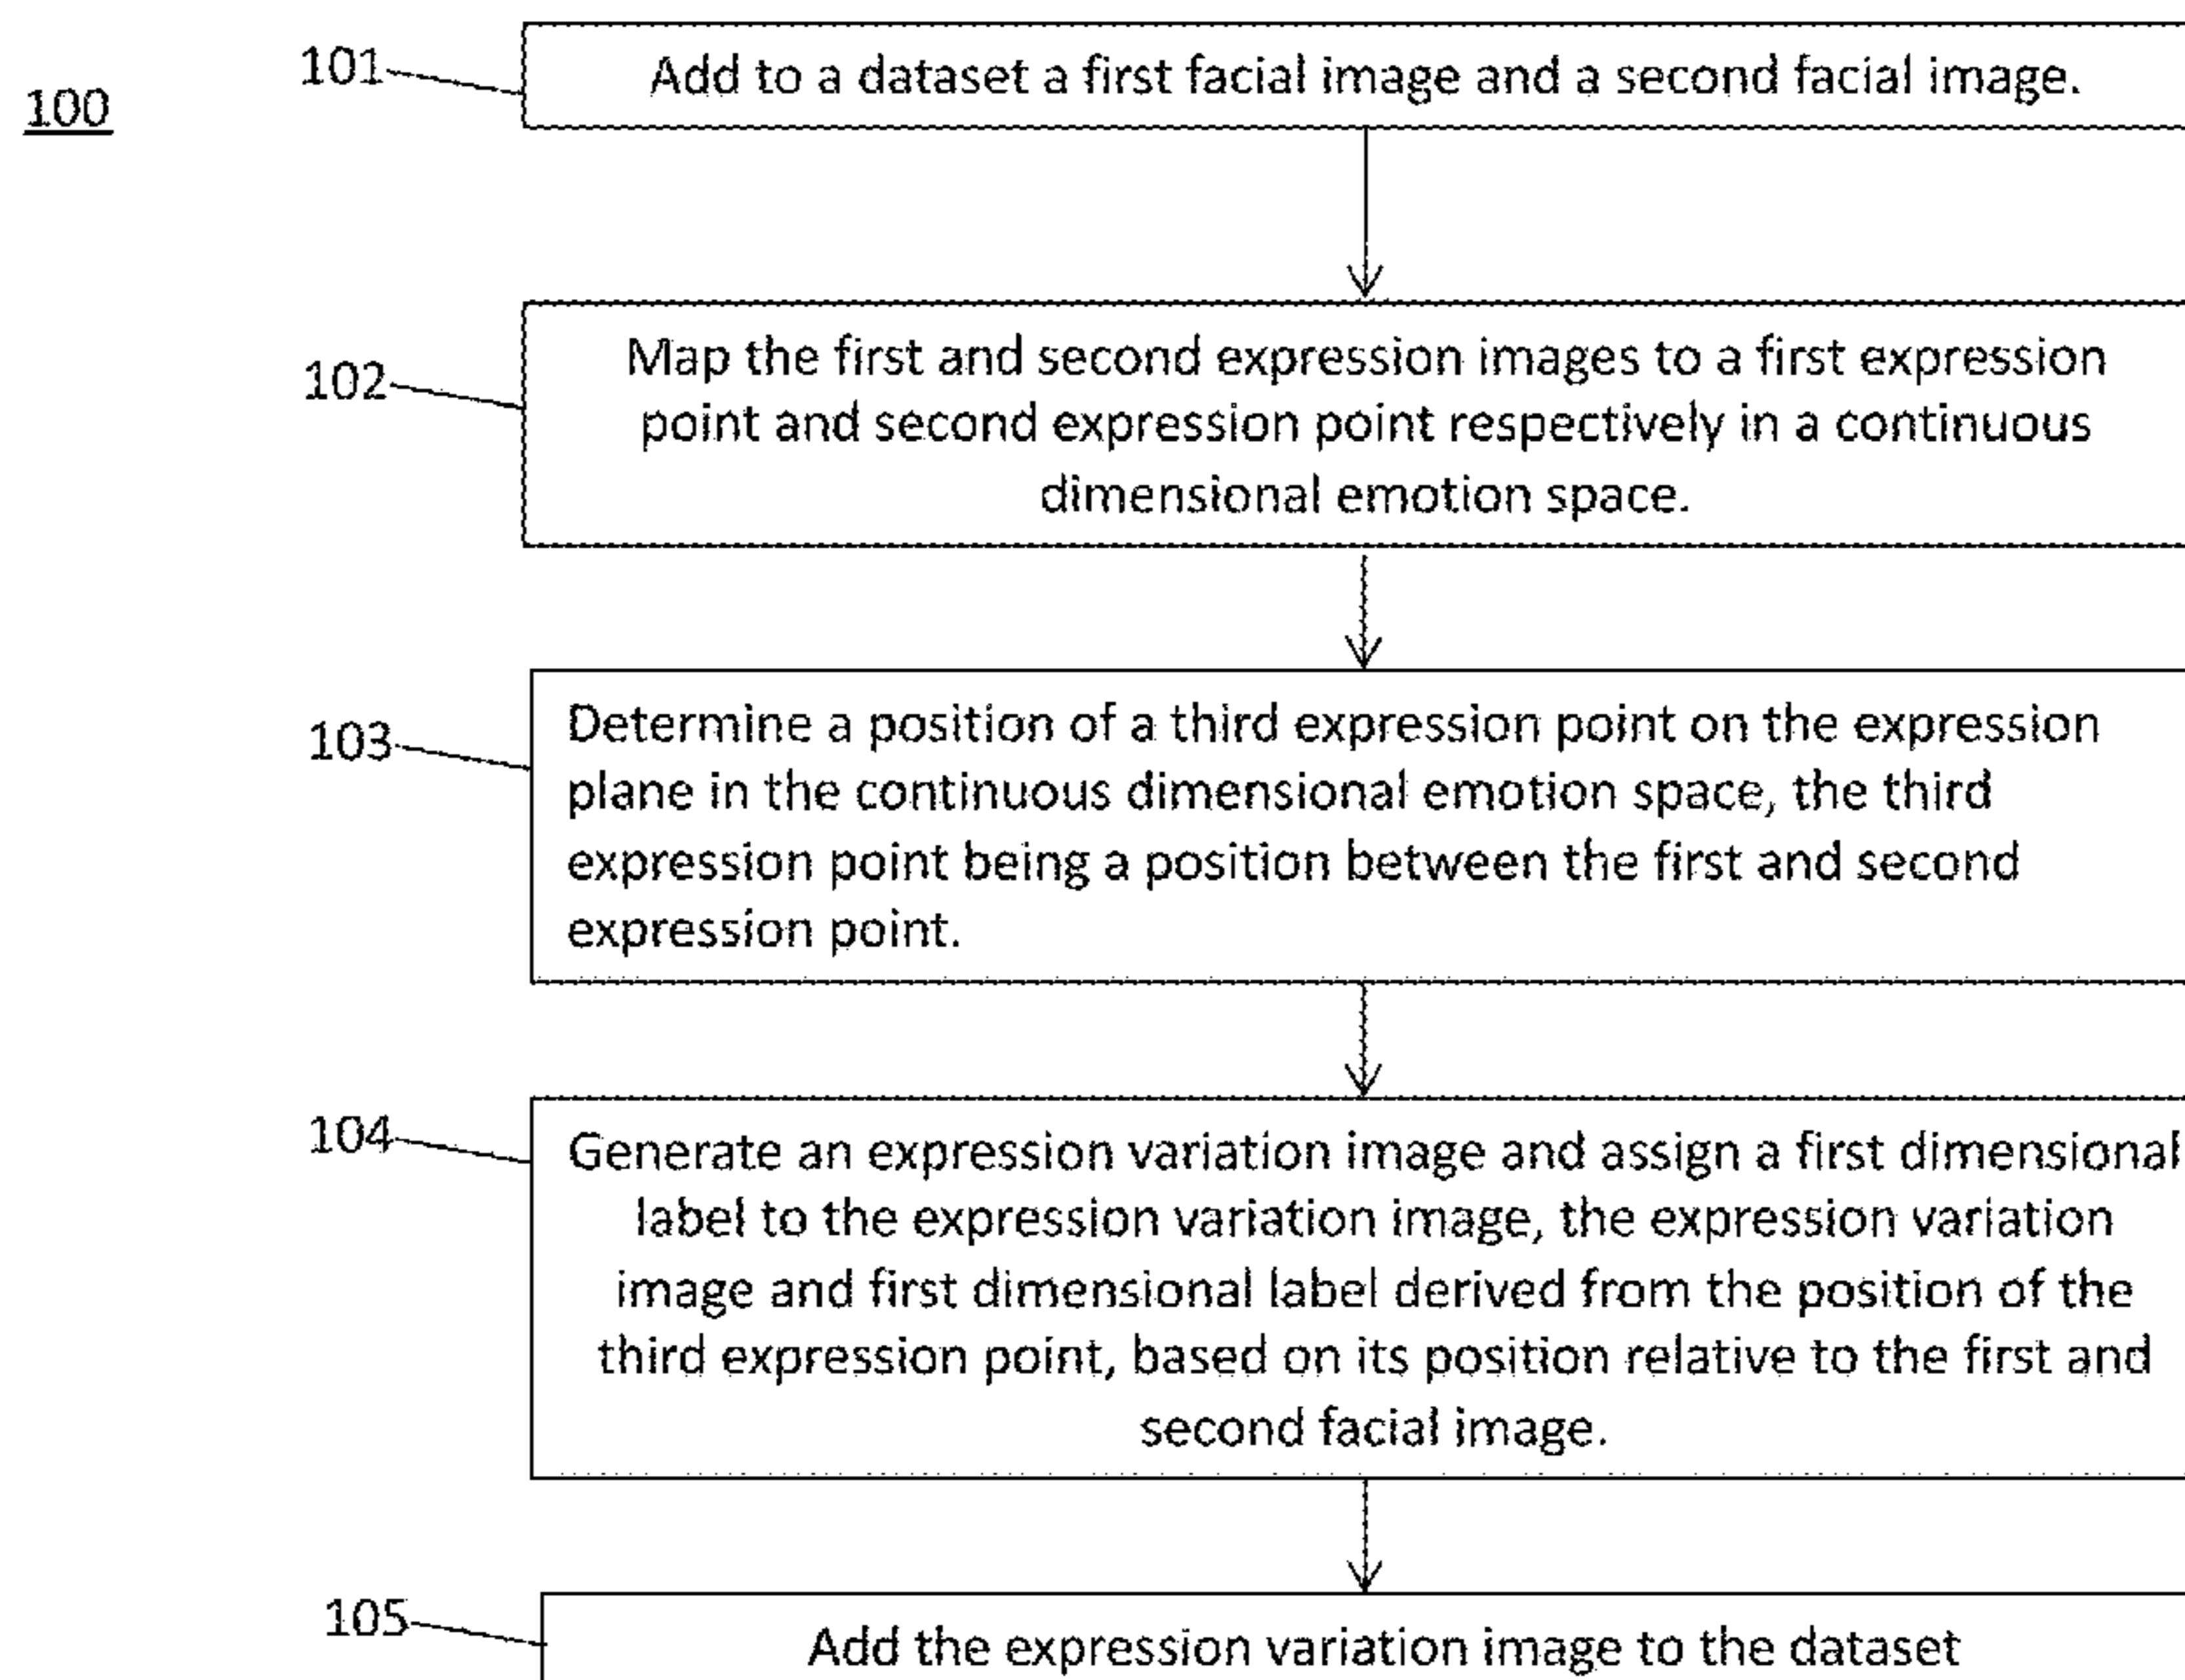 100
101
Add to a dataset a first facial image and a second facial image.
102
Map the first and second expression images to a first expression
point and second expression point respectively in a continuous
dimensional emotion space.
103
Determine a position of a third expression point on the expression
plane in the continuous dimensional emotion space, the third
expression point being a position between the first and second
expression point.
104
Generate an expression variation image and assign a first dimensional
label to the expression variation image, the expression variation
image and first dimensional label derived from the position of the
third expression point, based on its position relative to the first and
second facial image.
105
Add the expression variation image to the dataset